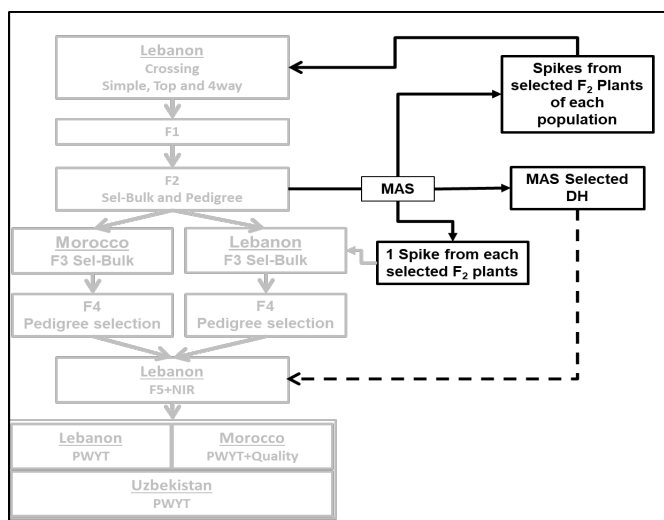 Lebanon
Crossing
Simple, Top and 4way
Spikes from
selected F2 Plants
of each
population
F1
F2
Sel-Bulk and Pedigree
MAS
MAS Selected
DH
Morocco
F3 Sel-Bulk
Lebanon
F3 Sel-Bulk
1 Spike from each
selected F2 plants
F4
Pedigree selection
F4
Pedigree selection
Lebanon
F5+NIR
Lebanon
PWYT
Morocco
PWYT+Quality
Uzbekistan
PWYT